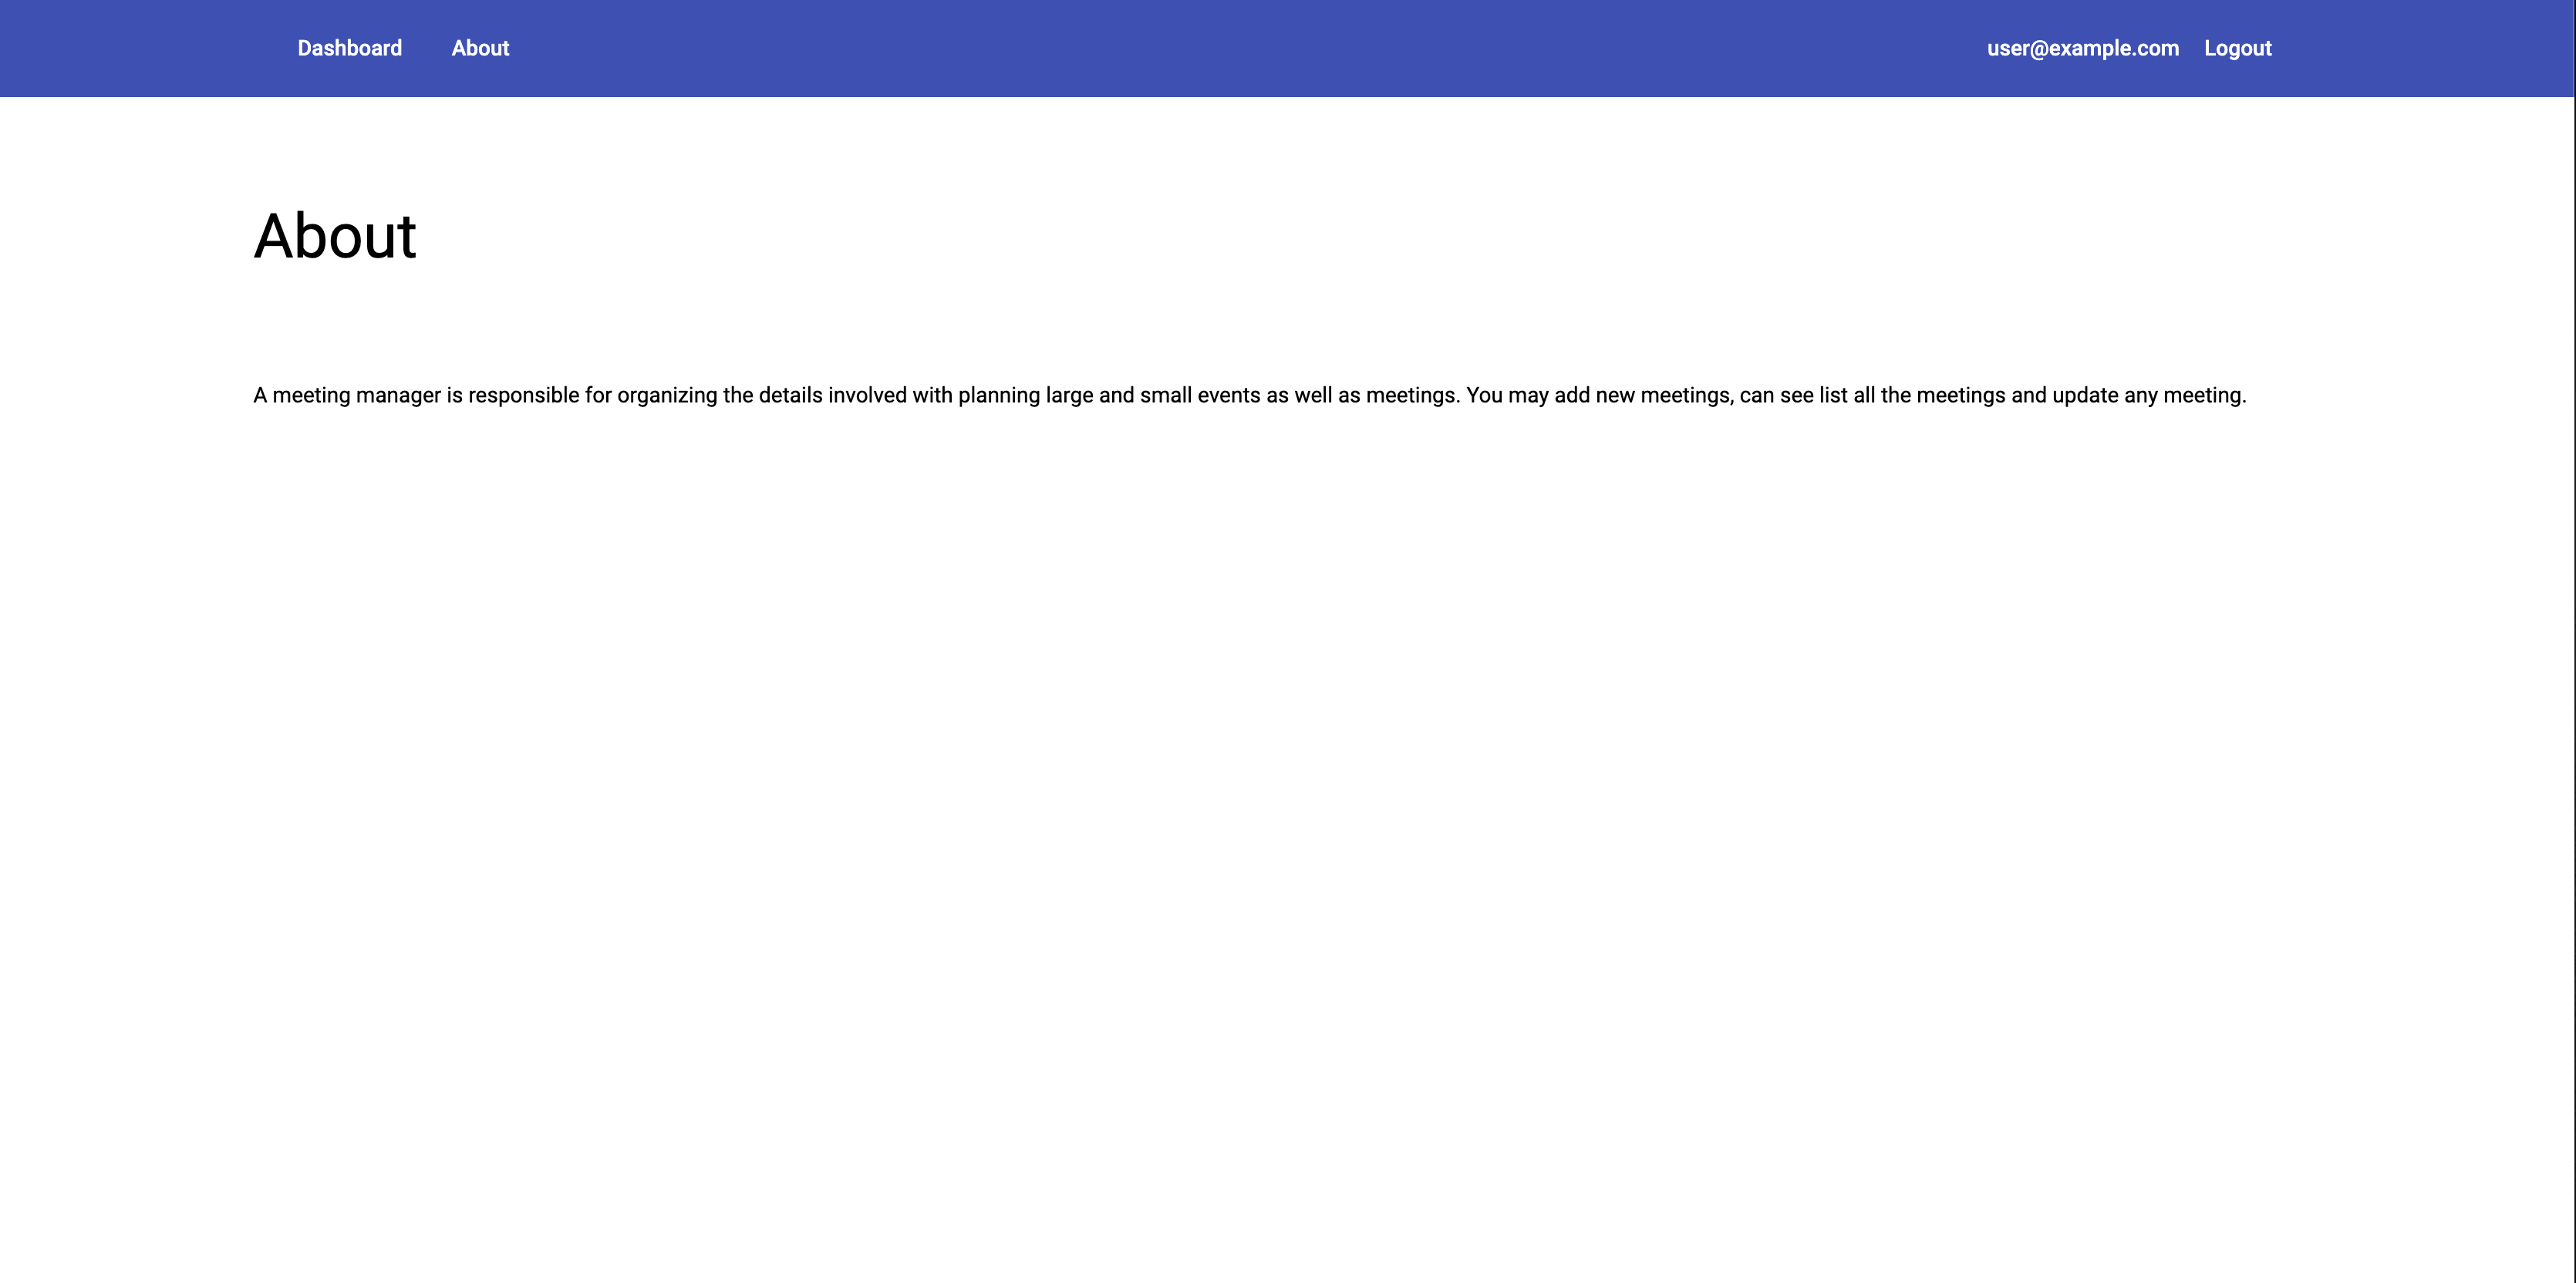 Dashboard About user@example.com Logout
About
A meeting manager is responsible for organizing the details involved with planning large and small events as well as meetings. You may add new meetings, can see list all the meetings and update any meeting.